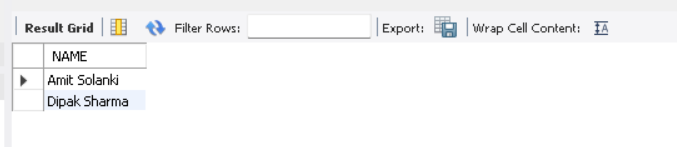 Result Grid Filter Rows: Export: Wrap Cell Content:
NAME
Amit Solanki
Dipak Sharma